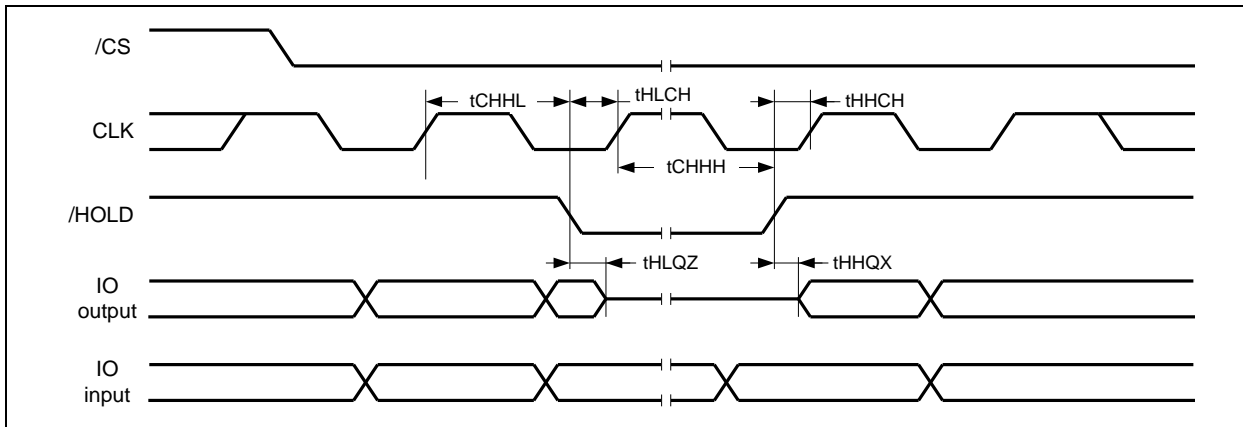 /CS
tCHHL
tHLCH
tHHCH
CLK
tCHHH
/HOLD
tHLQZ
tHHQX
IO
output
IO
input